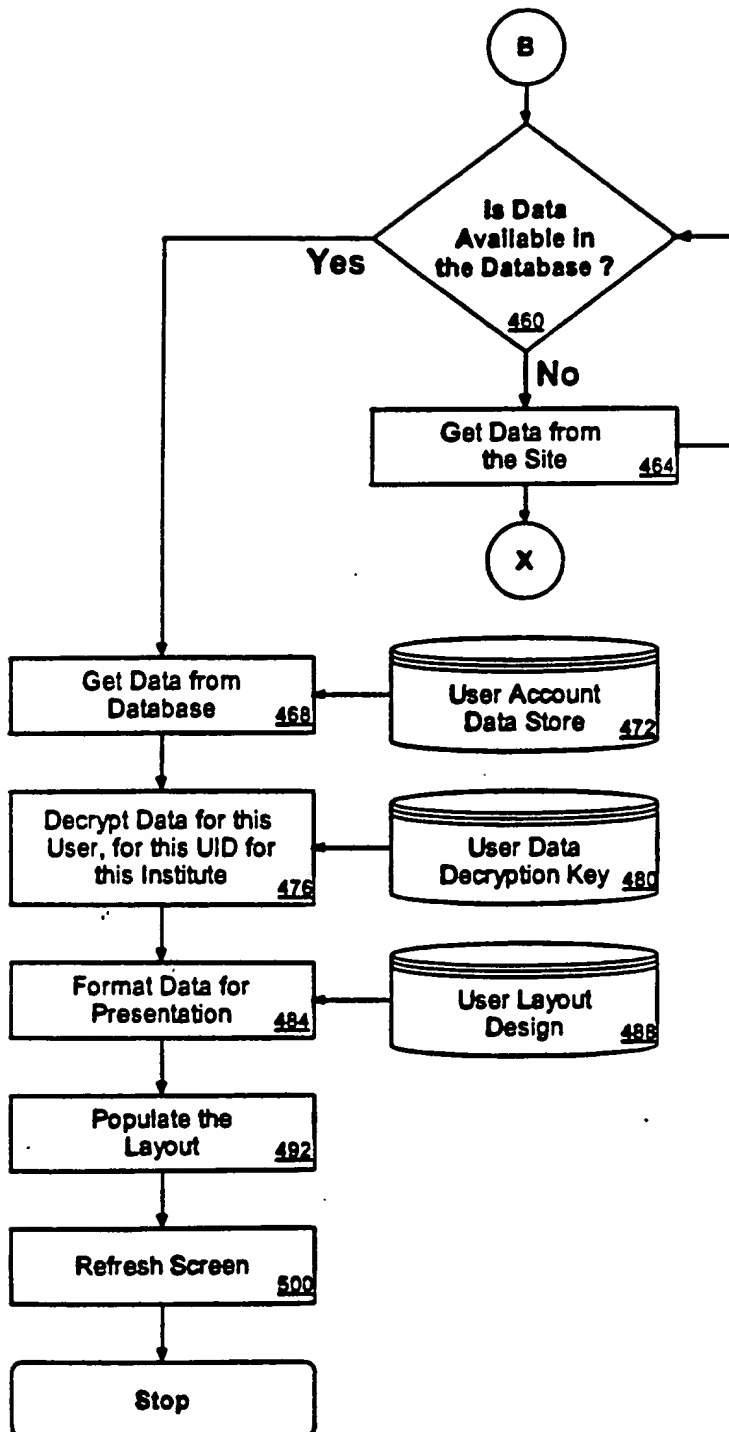 B
Is Data
Available in
the Database ?
460
Yes
No
Get Data from
the Site
464
X
Get Data from
Database
468
User Account
Data Store
472
Decrypt Data for this
User, for this UID for
this Institute
476
User Data
Decryption Key
480
Format Data for
Presentation
484
User Layout
Design
488
Populate the
Layout
492
Refresh Screen
500
Stop